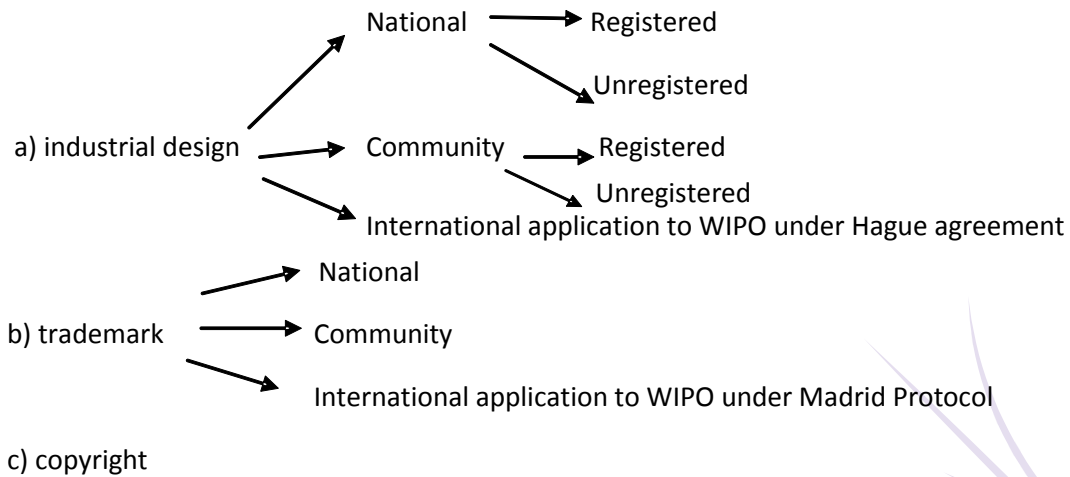 National Registered
Unregistered
a) industrial design Community Registered
Unregistered
International application to WIPO under Hague agreement
National
b) trademark Community
International application to WIPO under Madrid Protocol
c) copyright